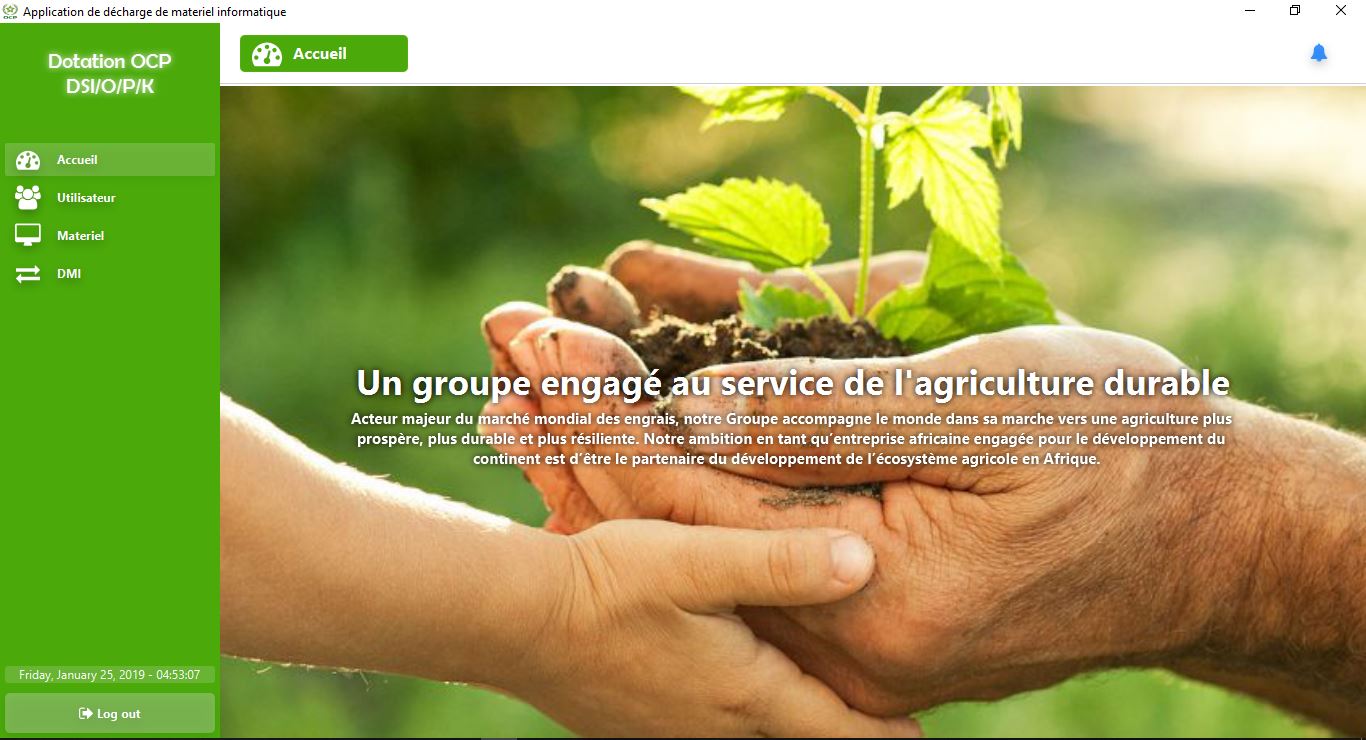 OCP
Application de décharge de materiel informatique
Dotation OCP
DSI/O/P/K
Accueil
Utilisateur
Materiel
DMI
Friday, January 25, 2019 - 04:53:07
Log out
Accueil
Un groupe engagé au service de l'agriculture durable
Acteur majeur du marché mondial des engrais, notre Groupe accompagne le monde dans sa marche vers une agriculture plus
prospère, plus durable et plus résiliente. Notre ambition en tant qu´entreprise africaine engagée pour le développement du
continent est d’être le partenaire du développement de l’écosystème agricole en Afrique.